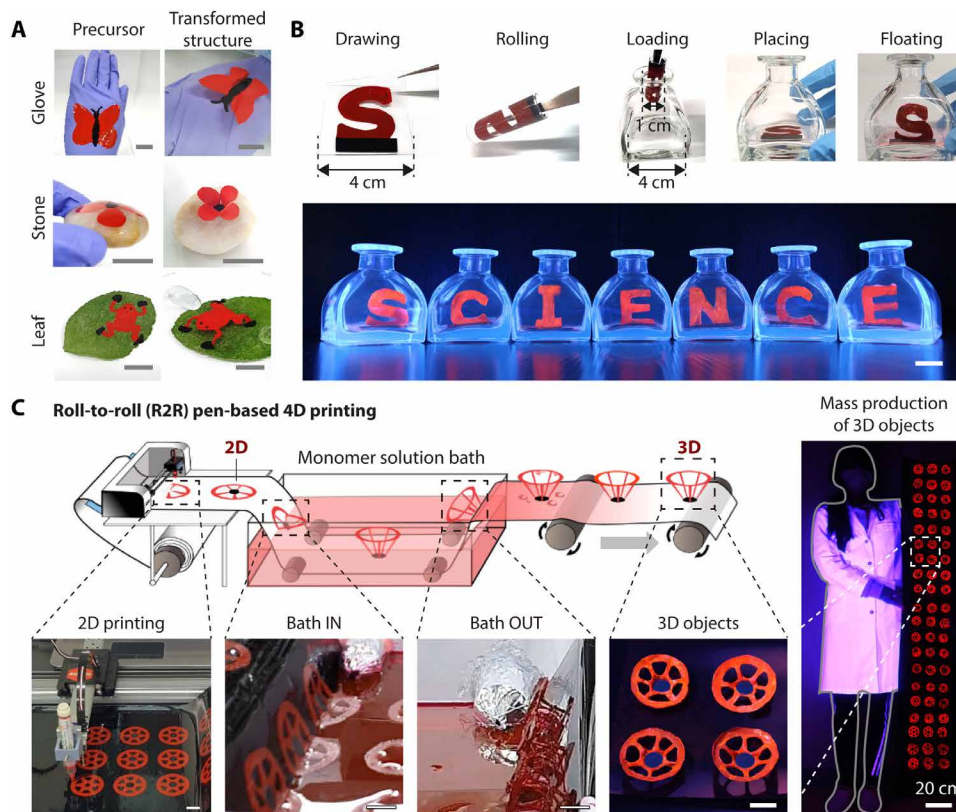 A
Precursor
Transformed
structure
Glove
Stone
Leaf
B
Drawing
Rolling
Loading
Placing
Floating
4 cm
1 cm
4 cm
S
S
SCIENCE
C
Roll-to-roll (R2R) pen-based 4D printing
2D
Monomer solution bath
3D
2D printing
Bath IN
Bath OUT
3D objects
Mass production
of 3D objects
20 cm